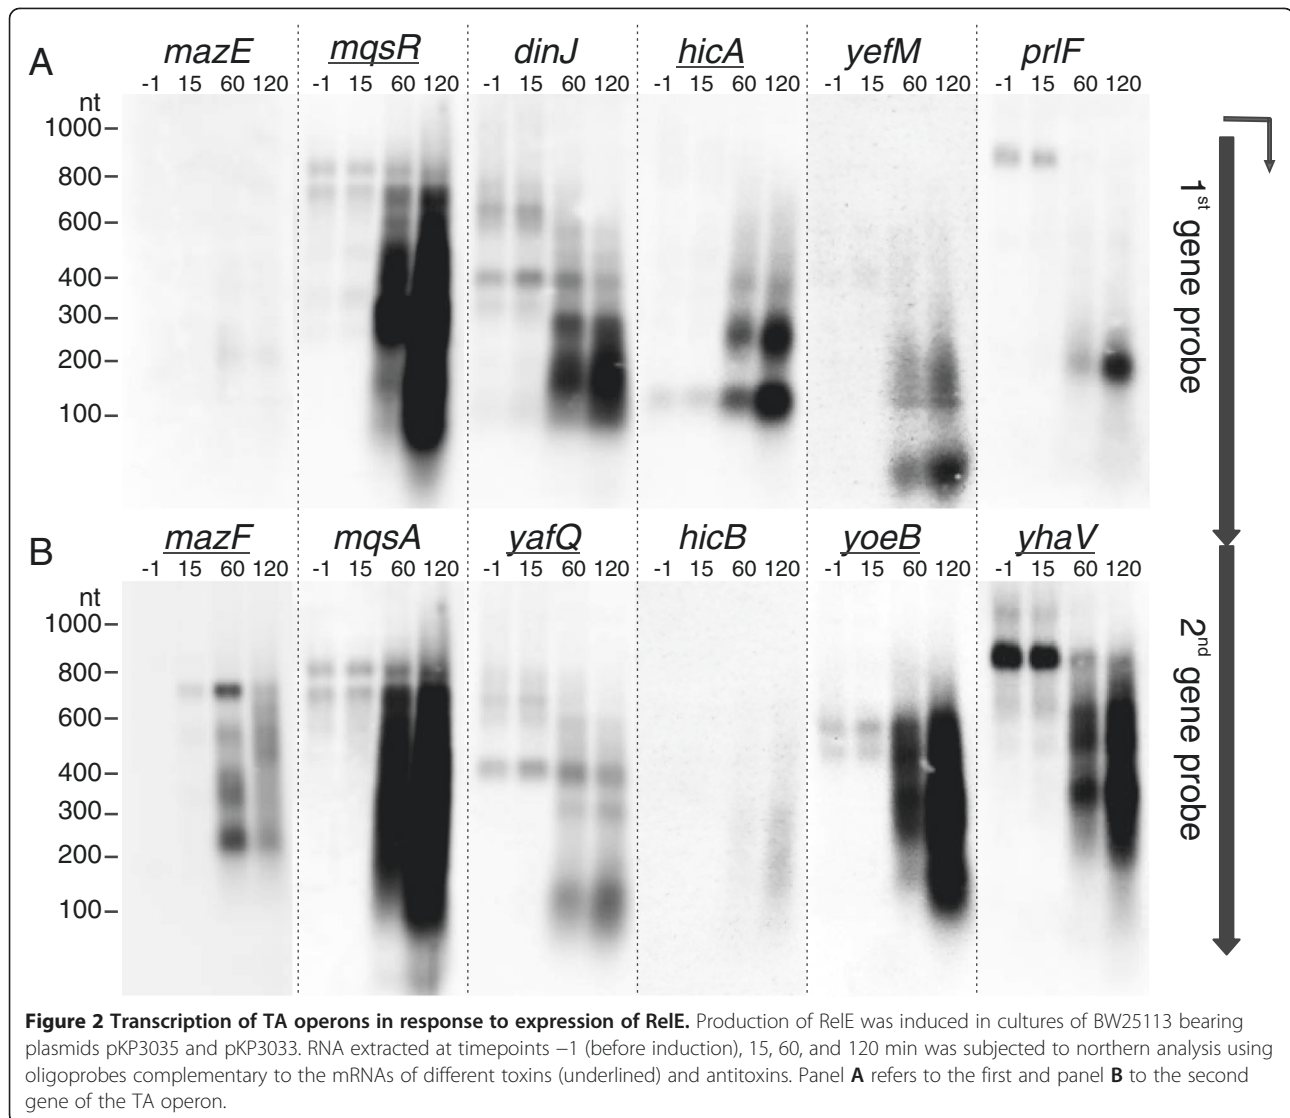 A
mazE mqsR dinJ hicA yefM prlF
-1 15 60 120 -1 15 60 120 -1 15 60 120 -1 15 60 120 -1 15 60 120 -1 15 60 120
nt
1000
800
600
400
300
200
100
1st gene probe
B
mazF mqsA yafQ hicB yoeB yhaV
-1 15 60 120 -1 15 60 120 -1 15 60 120 -1 15 60 120 -1 15 60 120 -1 15 60 120
nt
1000
800
600
400
300
200
100
2nd gene probe
Figure 2 Transcription of TA operons in response to expression of RelE. Production of RelE was induced in cultures of BW25113 bearing
plasmids pKP3035 and pKP3033. RNA extracted at timepoints −1 (before induction), 15, 60, and 120 min was subjected to northern analysis using
oligoprobes complementary to the mRNAs of different toxins (underlined) and antitoxins. Panel A refers to the first and panel B to the second
gene of the TA operon.